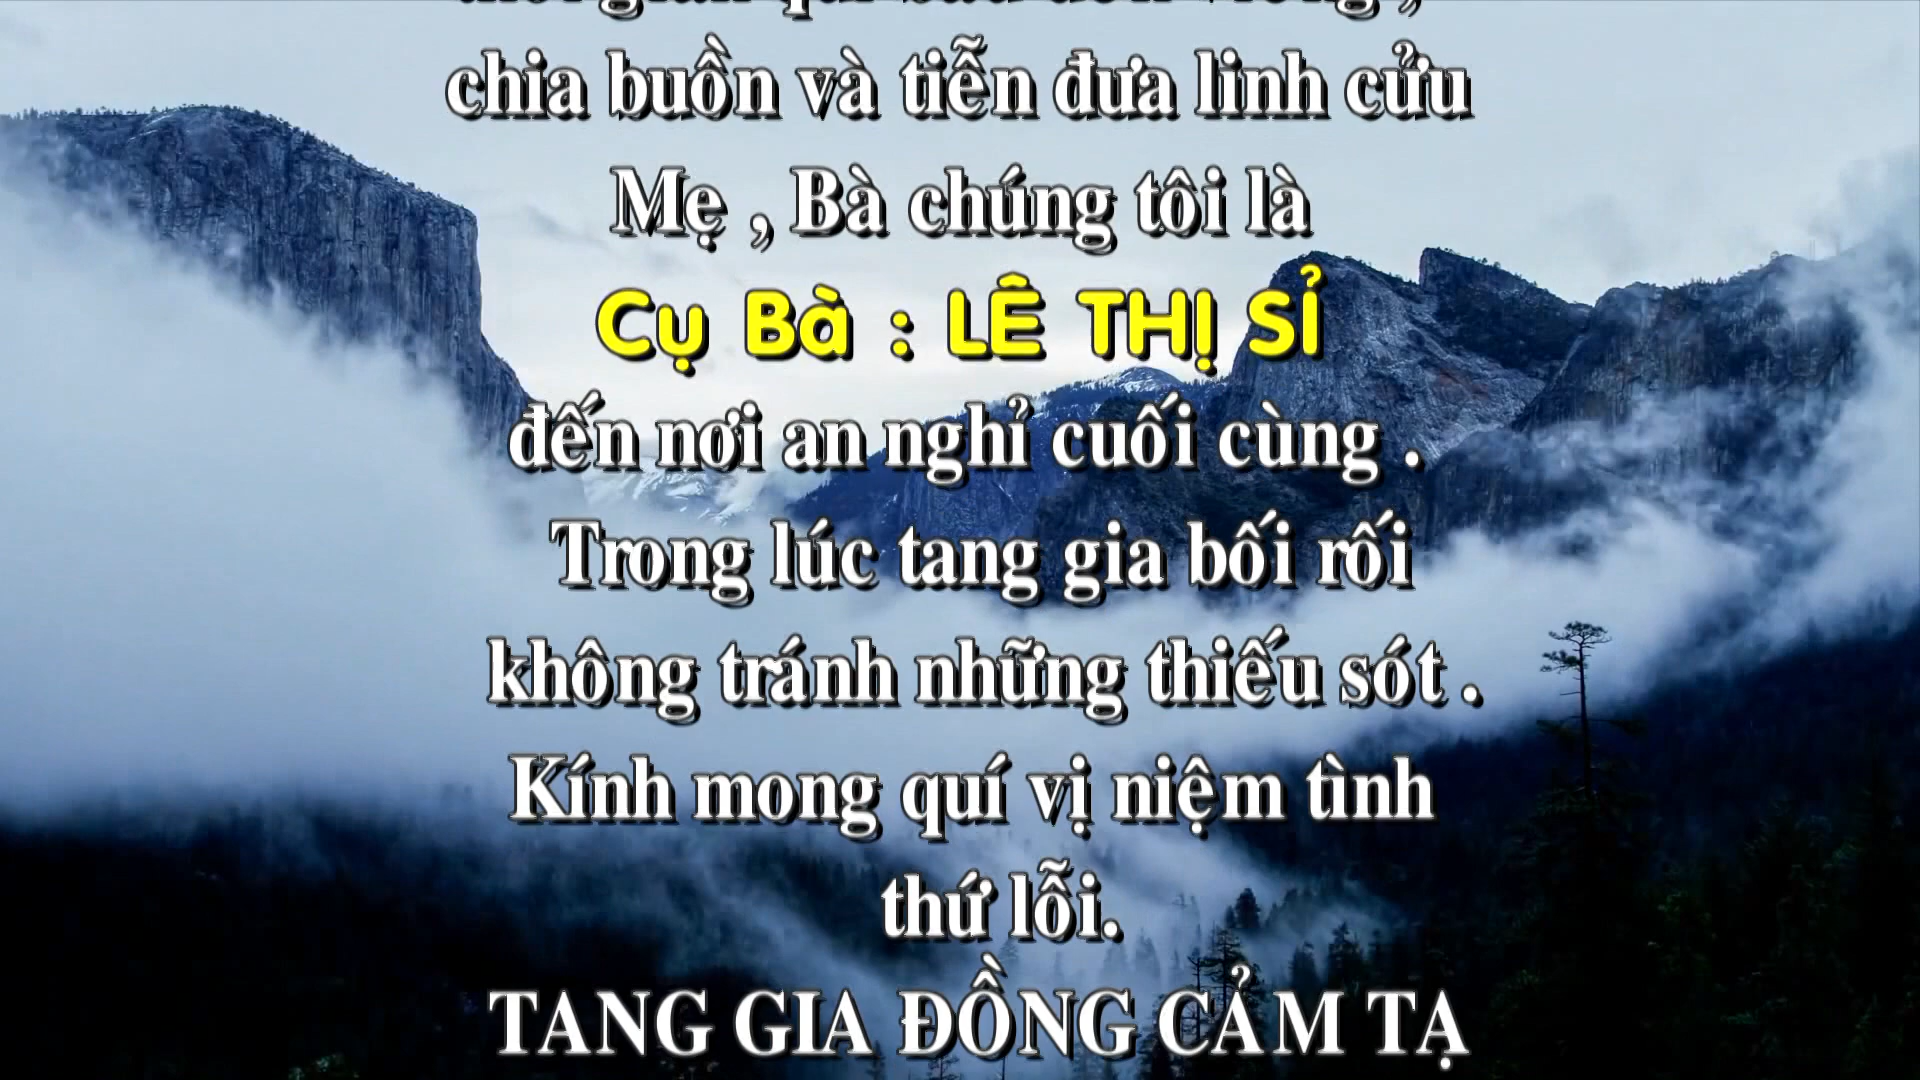 chia buồn và tiễn đưa linh cửu
Mẹ , Bà chúng tôi là
Cụ Bà : LÊ THỊ SỈ
đến nơi an nghỉ cuối cùng .
Trong lúc tang gia bối rối
không tránh những thiếu sót .
Kính mong quí vị niệm tình
thứ lỗi.
TANG GIA ĐỒNG CẢM TẠ